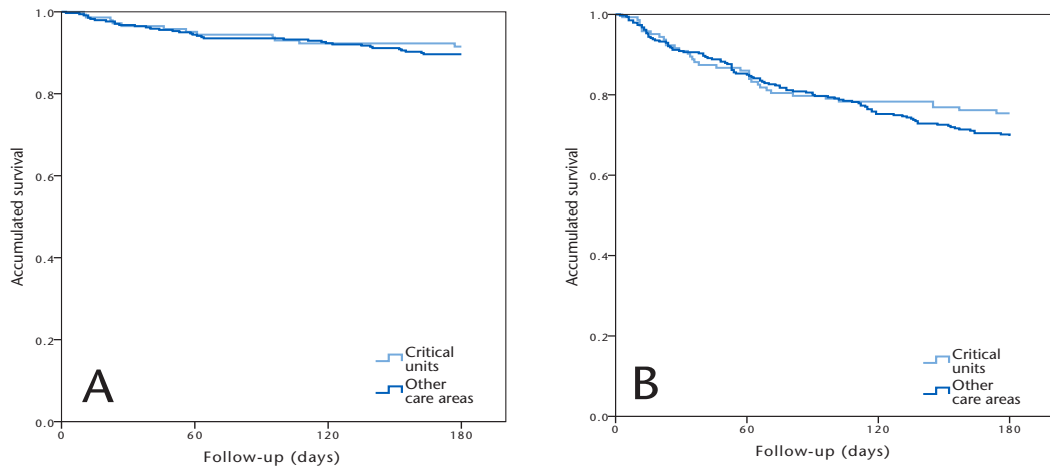 1.0
0.8
0.6
0.4
0.2
0.0
Accumulated survival
0
60
120
180
Follow-up (days)
A
Critical
units
Other
care areas
1.0
0.8
0.6
0.4
0.2
0.0
Accumulated survival
0
60
120
180
Follow-up (days)
B
Critical
units
Other
care areas